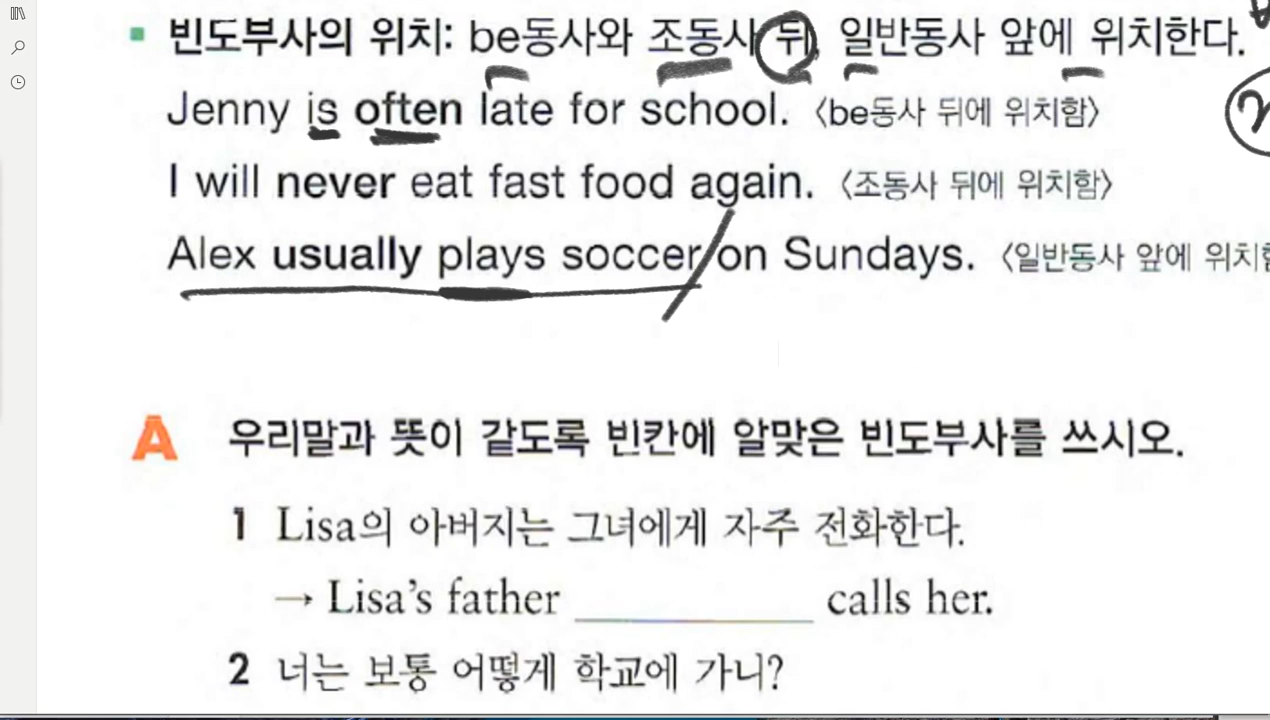 빈도부사의 위치: be동사와 조동사 뒤, 일반동사 앞에 위치한다.
Jenny is often late for school. 〈be동사 뒤에 위치함〉
I will never eat fast food again. 〈조동사 뒤에 위치함〉
Alex usually plays soccer on Sundays. 〈일반동사 앞에 위치
A 우리말과 뜻이 같도록 빈칸에 알맞은 빈도부사를 쓰시오.
1 Lisa의 아버지는 그녀에게 자주 전화한다.
→ Lisa's father ________ calls her.
2 너는 보통 어떻게 학교에 가니?